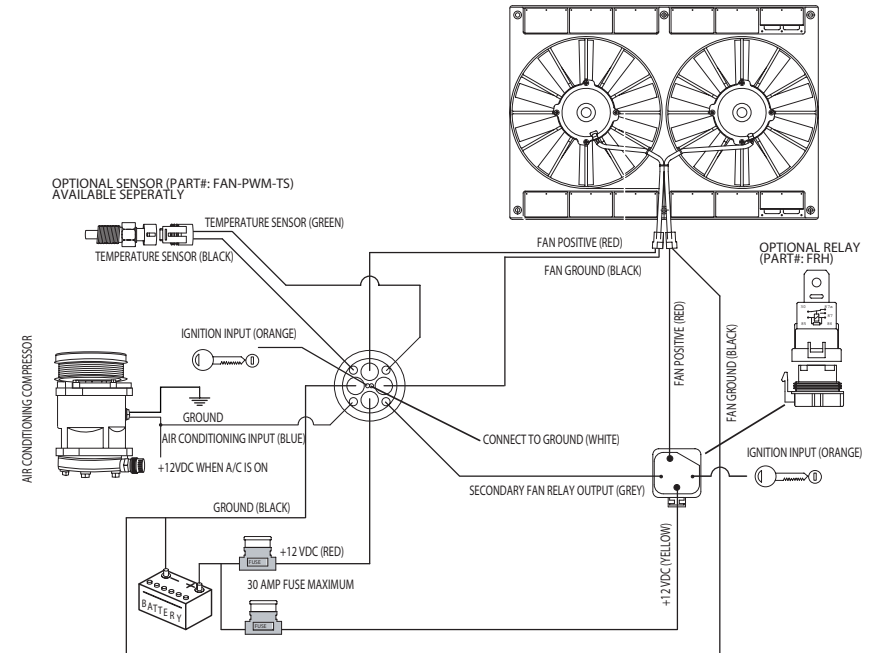 OPTIONAL SENSOR (PART#: FAN-PWM-TS)
AVAILABLE SEPERATLY
TEMPERATURE SENSOR (GREEN)
TEMPERATURE SENSOR (BLACK)
FAN POSITIVE (RED)
FAN GROUND (BLACK)
OPTIONAL RELAY
(PART#: FRH)
IGNITION INPUT (ORANGE)
FAN POSITIVE (RED)
FAN GROUND (BLACK)
AIR CONDITIONING COMPRESSOR
GROUND
AIR CONDITIONING INPUT (BLUE)
+12VDC WHEN A/C IS ON
CONNECT TO GROUND (WHITE)
IGNITION INPUT (ORANGE)
SECONDARY FAN RELAY OUTPUT (GREY)
GROUND (BLACK)
+12 VDC (RED)
FUSE
30 AMP FUSE MAXIMUM
+12 VDC (YELLOW)
BATTERY
FUSE